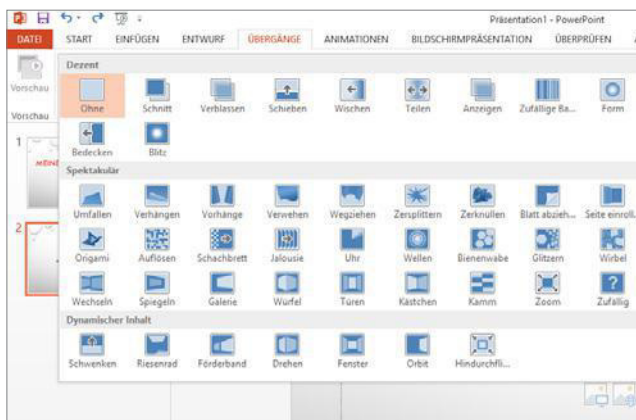 Präsentation1 - PowerPoint
DATEI START EINFÜGEN ENTWURF ÜBERGÄNGE ANIMATIONEN BILDSCHIRMPRÄSENTATION ÜBERPRÜFEN
Vorschau
Vorschau
Dezent
Ohne Schnitt Verblassen Schieben Wischen Teilen Anzeigen Zufällige Ba... Form
Bedecken Blitz
1
MEINE
Spektakulär
Umfallen Verhängen Vorhänge Verwehen Wegziehen Zersplittern Zerknüllen Blatt abzieh... Seite einroll.
2
Origami Auflösen Schachbrett Jalousie Uhr Wellen Bienenwabe Glitzern Wirbel
Wechseln Spiegeln Galerie Würfel Türen Kästchen Kamm Zoom Zufällig
Dynamischer Inhalt
Schwenken Riesenrad Förderband Drehen Fenster Orbit Hindurchfli...